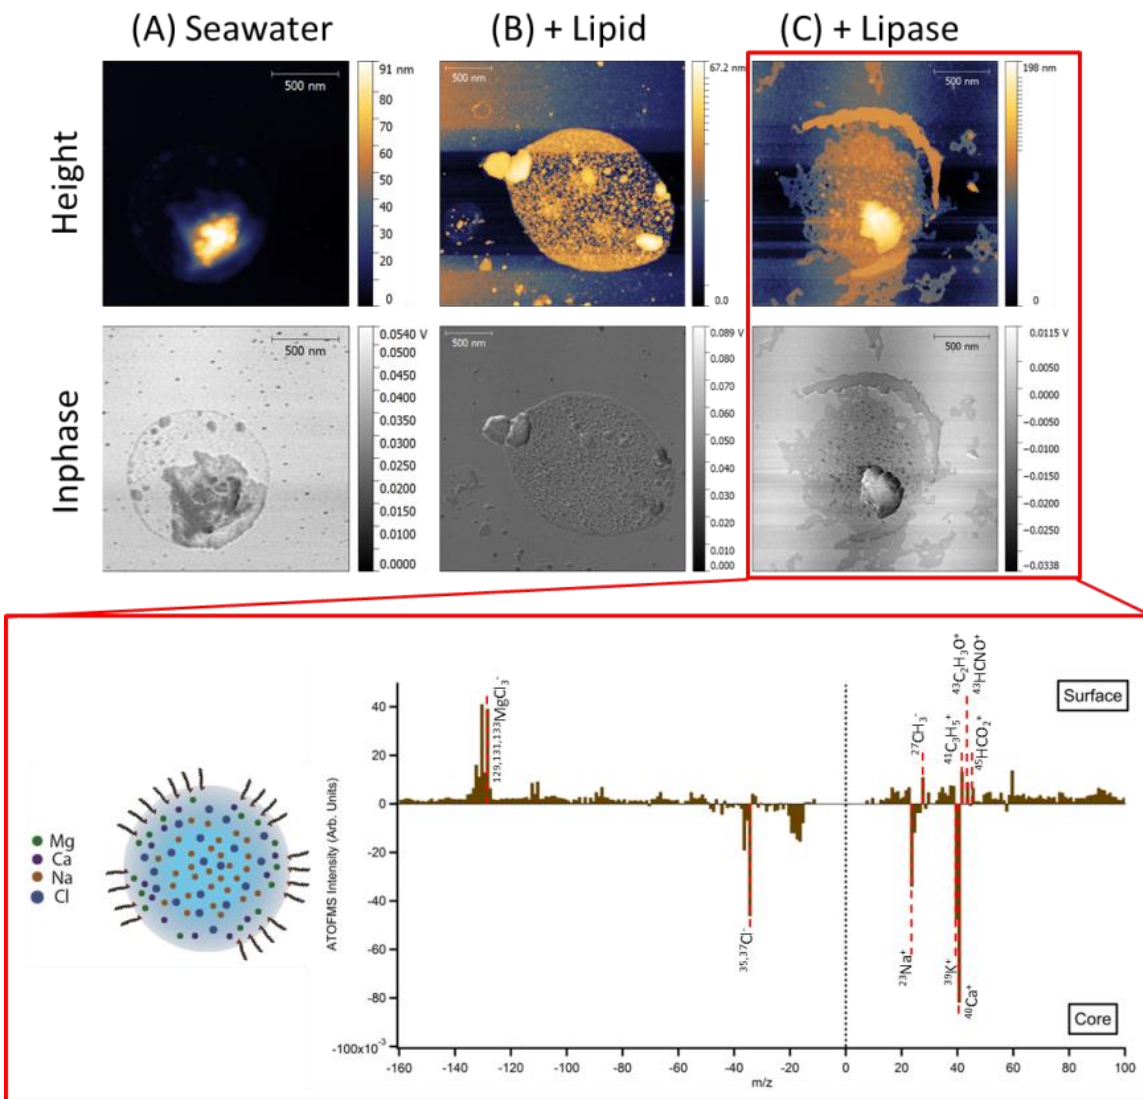 (A) Seawater
(B) + Lipid
(C) + Lipase
Height
500 nm
91 nm
80
70
60
50
40
30
20
10
0
500 nm
67.2 nm
0.0
500 nm
198 nm
0
Inphase
500 nm
0.0540 V
0.0500
0.0450
0.0400
0.0350
0.0300
0.0250
0.0200
0.0150
0.0100
0.0000
500 nm
0.089 V
0.080
0.070
0.060
0.050
0.040
0.030
0.020
0.010
0.000
500 nm
0.0115 V
0.0050
0.0000
−0.0050
−0.0100
−0.0150
−0.0200
−0.0250
−0.0338
Mg
Ca
Na
Cl
ATOFMS Intensity (Arb. Units)
40
20
0
-20
-40
-60
-80
-100x10⁻³
-160
-140
-120
-100
-80
-60
-40
-20
0
20
40
60
80
100
m/z
¹²⁹,¹³¹,¹³³MgCl₃⁻
³⁵,³⁷Cl⁻
²⁷CH₃⁻
⁴¹C₃H₅⁺
⁴³C₂H₃O⁺
⁴³HCNO⁺
⁴⁵HCO₂⁺
²³Na⁺
³⁹K⁺
⁴⁰Ca⁺
Surface
Core